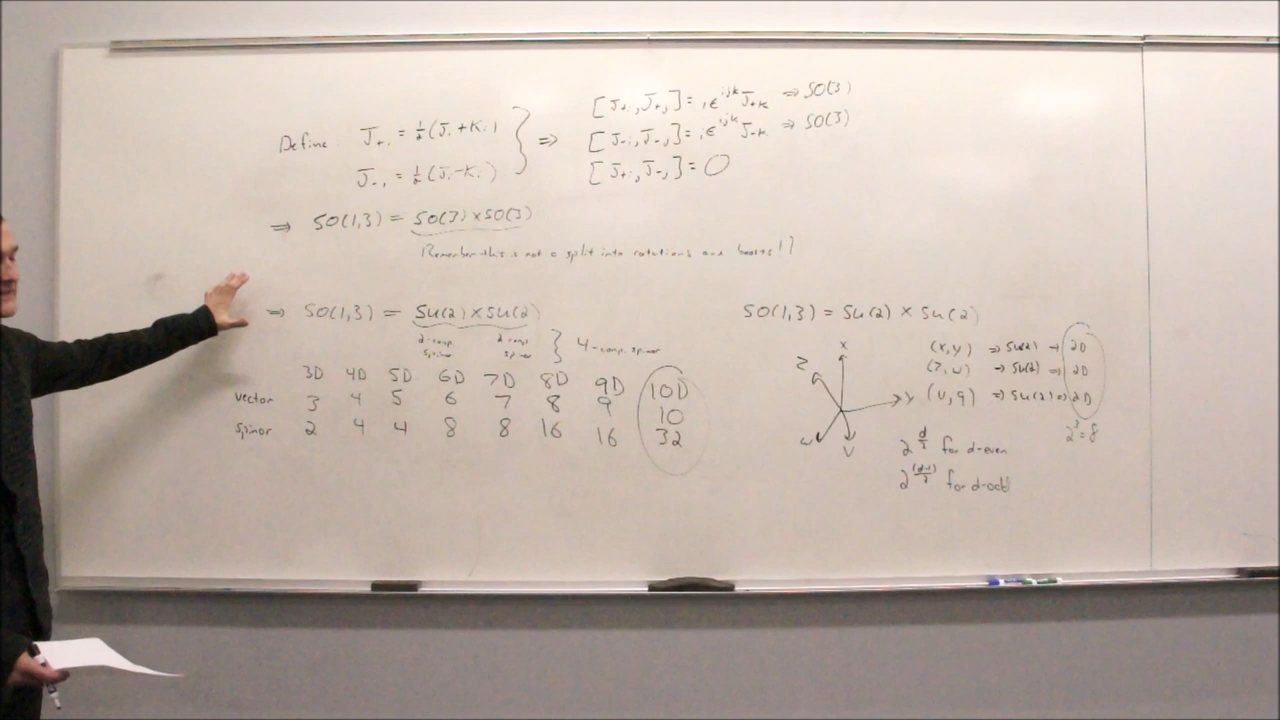 Define: J₊ᵢ = ½(Jᵢ + Kᵢ)
J₋ᵢ = ½(Jᵢ - Kᵢ)
} ⇒
[J₊ᵢ, J₊ⱼ] = iϵ^{ijk} J₊ₖ ⇒ SO(3)
[J₋ᵢ, J₋ⱼ] = iϵ^{ijk} J₋ₖ ⇒ SO(3)
[J₊ᵢ, J₋ⱼ] = 0
⇒ SO(1,3) = SO(3) × SO(3)
Remember this is not a split into rotations and boosts!]
⇒ SO(1,3) = SU(2) × SU(2)
2-comp. spinor 2-comp. spinor } 4-comp. spinor
3D 4D 5D 6D 7D 8D 9D 10D
vector 3 4 5 6 7 8 9 10
spinor 2 4 4 8 8 16 16 32
SO(1,3) = SU(2) × SU(2)
x
z
y
w
v
(x,y) ⇒ SU(2) → 2D
(z,w) → SU(2) ⇒ 2D
(v,q) ⇒ SU(2) ⇒ 2D
2³ = 8
2^{d/2} for d-even
2^{(d-1)/2} for d-odd